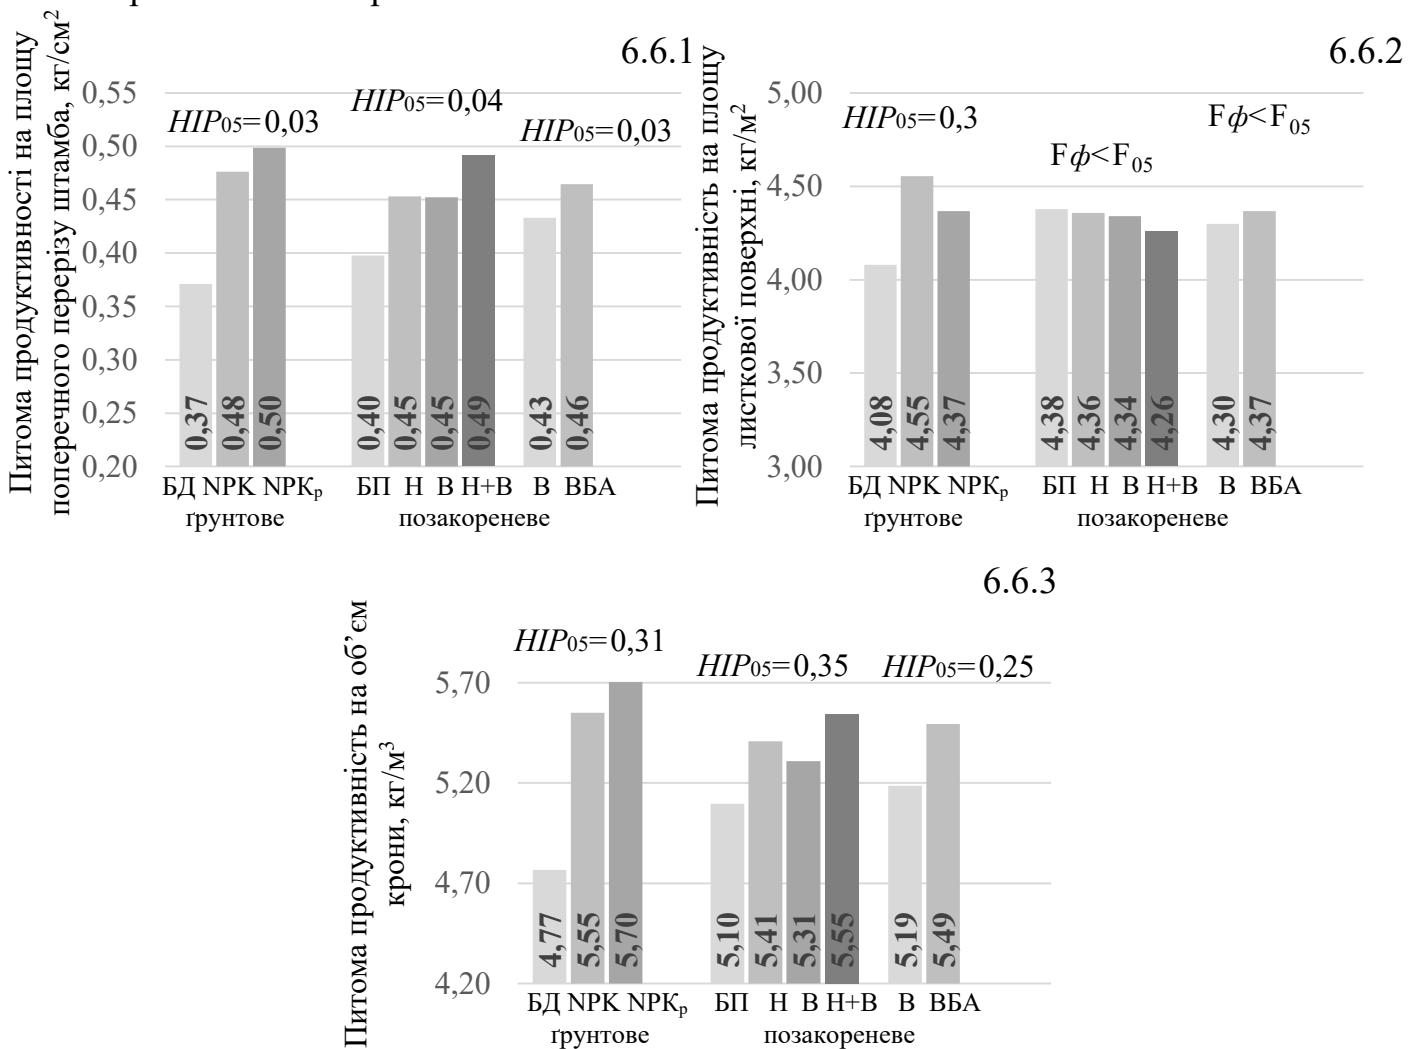 6.6.1
Питома продуктивності на площу
поперечного перерізу штамба, кг/см²
0,55
0,50
0,45
0,40
0,35
0,30
0,25
0,20
НІР05=0,03
НІР05=0,04
НІР05=0,03
0,37
0,48
0,50
0,40
0,45
0,45
0,49
0,43
0,46
БД NPK NPKр
БП Н В Н+В
В ВБА
ґрунтове
позакореневе
6.6.2
Питома продуктивність на площу
листкової поверхні, кг/м²
5,00
4,50
4,00
3,50
3,00
НІР05=0,3
Fф<F05
Fф<F05
4,08
4,55
4,37
4,38
4,36
4,34
4,26
4,30
4,37
БД NPK NPKр
БП Н В Н+В
В ВБА
ґрунтове
позакореневе
6.6.3
Питома продуктивність на об’єм
крони, кг/м³
5,70
5,20
4,70
4,20
НІР05=0,31
НІР05=0,35
НІР05=0,25
4,77
5,55
5,70
5,10
5,41
5,31
5,55
5,19
5,49
БД NPK NPKр
БП Н В Н+В
В ВБА
ґрунтове
позакореневе